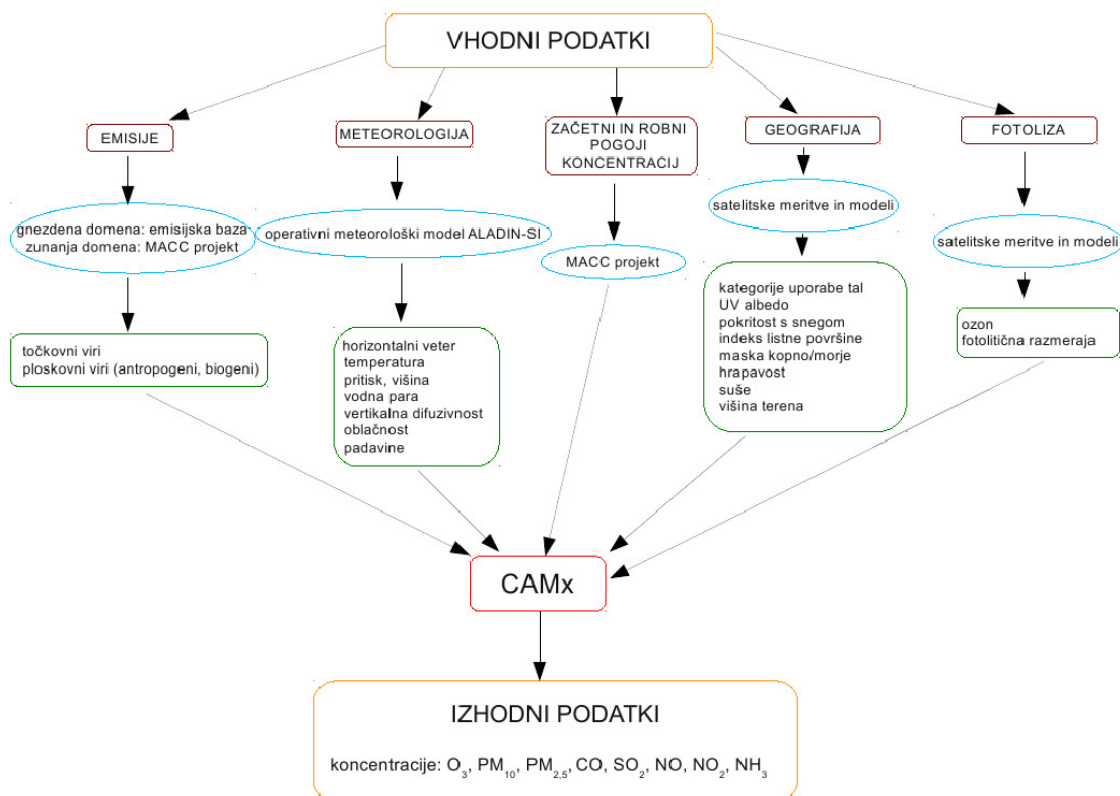 VHODNI PODATKI
EMISIJE
gnezdena domena: emisijska baza
zunanja domena: MACC projekt
točkovni viri
ploskovni viri (antropogeni, biogeni)
METEOROLOGIJA
operativni meteorološki model ALADIN-SI
horizontalni veter
temperatura
pritisk, višina
vodna para
vertikalna difuzivnost
oblačnost
padavine
ZAČETNI IN ROBNI
POGOJI
KONCENTRACIJ
MACC projekt
GEOGRAFIJA
satelitske meritve in modeli
kategorije uporabe tal
UV albedo
pokritost s snegom
indeks listne površine
maska kopno/morje
hrapavost
suše
višina terena
FOTOLIZA
satelitske meritve in modeli
ozon
fotolitična razmeraja
CAMx
IZHODNI PODATKI
koncentracije: O₃, PM₁₀, PM₂,₅, CO, SO₂, NO, NO₂, NH₃